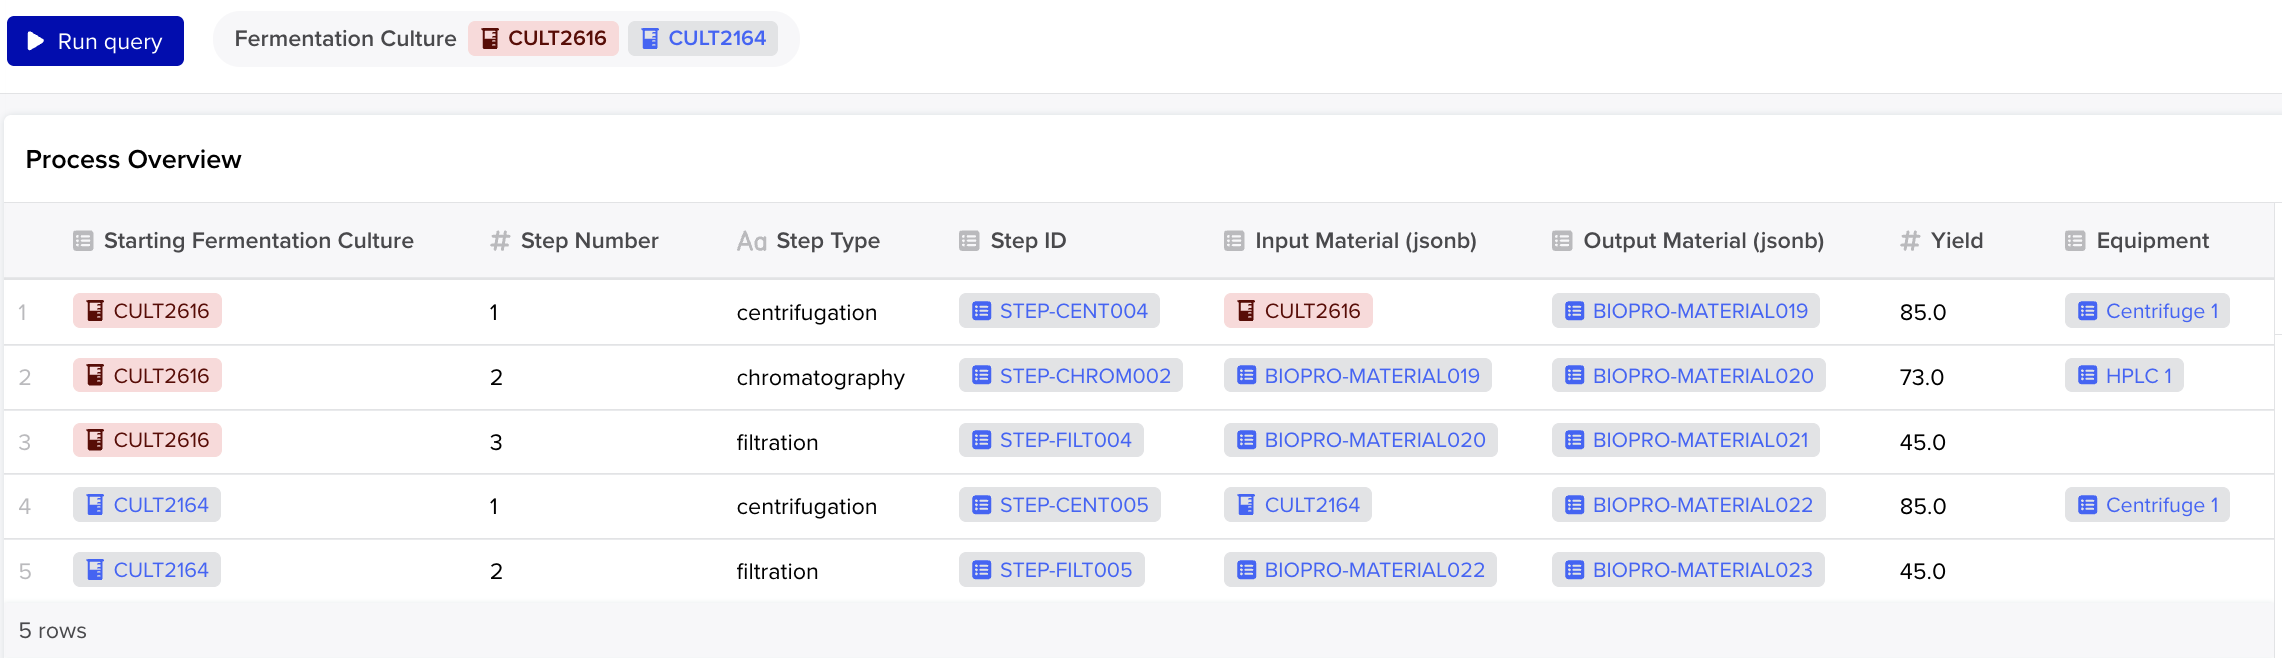 Run query Fermentation Culture CULT2616 CULT2164
Process Overview
Starting Fermentation Culture # Step Number Aa Step Type Step ID Input Material (jsonb) Output Material (jsonb) # Yield Equipment
1 CULT2616 1 centrifugation STEP-CENT004 CULT2616 BIOPRO-MATERIAL019 85.0 Centrifuge 1
2 CULT2616 2 chromatography STEP-CHROM002 BIOPRO-MATERIAL019 BIOPRO-MATERIAL020 73.0 HPLC 1
3 CULT2616 3 filtration STEP-FILT004 BIOPRO-MATERIAL020 BIOPRO-MATERIAL021 45.0
4 CULT2164 1 centrifugation STEP-CENT005 CULT2164 BIOPRO-MATERIAL022 85.0 Centrifuge 1
5 CULT2164 2 filtration STEP-FILT005 BIOPRO-MATERIAL022 BIOPRO-MATERIAL023 45.0
5 rows